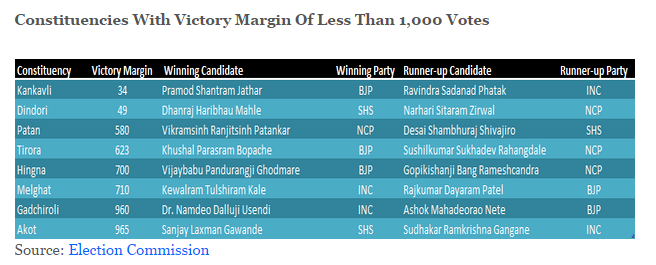 Constituencies With Victory Margin Of Less Than 1,000 Votes
Constituency Victory Margin Winning Candidate Winning Party Runner-up Candidate Runner-up Party
Kankavli 34 Pramod Shantram Jathar BJP Ravindra Sadanad Phatak INC
Dindori 49 Dhanraj Haribhau Mahle SHS Narhari Sitaram Zirwal NCP
Patan 580 Vikramsinh Ranjitsinh Patankar NCP Desai Shambhuraj Shivajiro SHS
Tirora 623 Khushal Parasram Bopache BJP Sushilkumar Sukhadev Rahangdale NCP
Hingna 700 Vijaybabu Pandurangji Ghodmare BJP Gopikishanji Bang Rameshcandra NCP
Melghat 710 Kewalram Tulshiram Kale INC Rajkumar Dayaram Patel BJP
Gadchiroli 960 Dr. Namdeo Dalluji Usendi INC Ashok Mahadeorao Nete BJP
Akot 965 Sanjay Laxman Gawande SHS Sudhakar Ramkrishna Gangane INC
Source: Election Commission